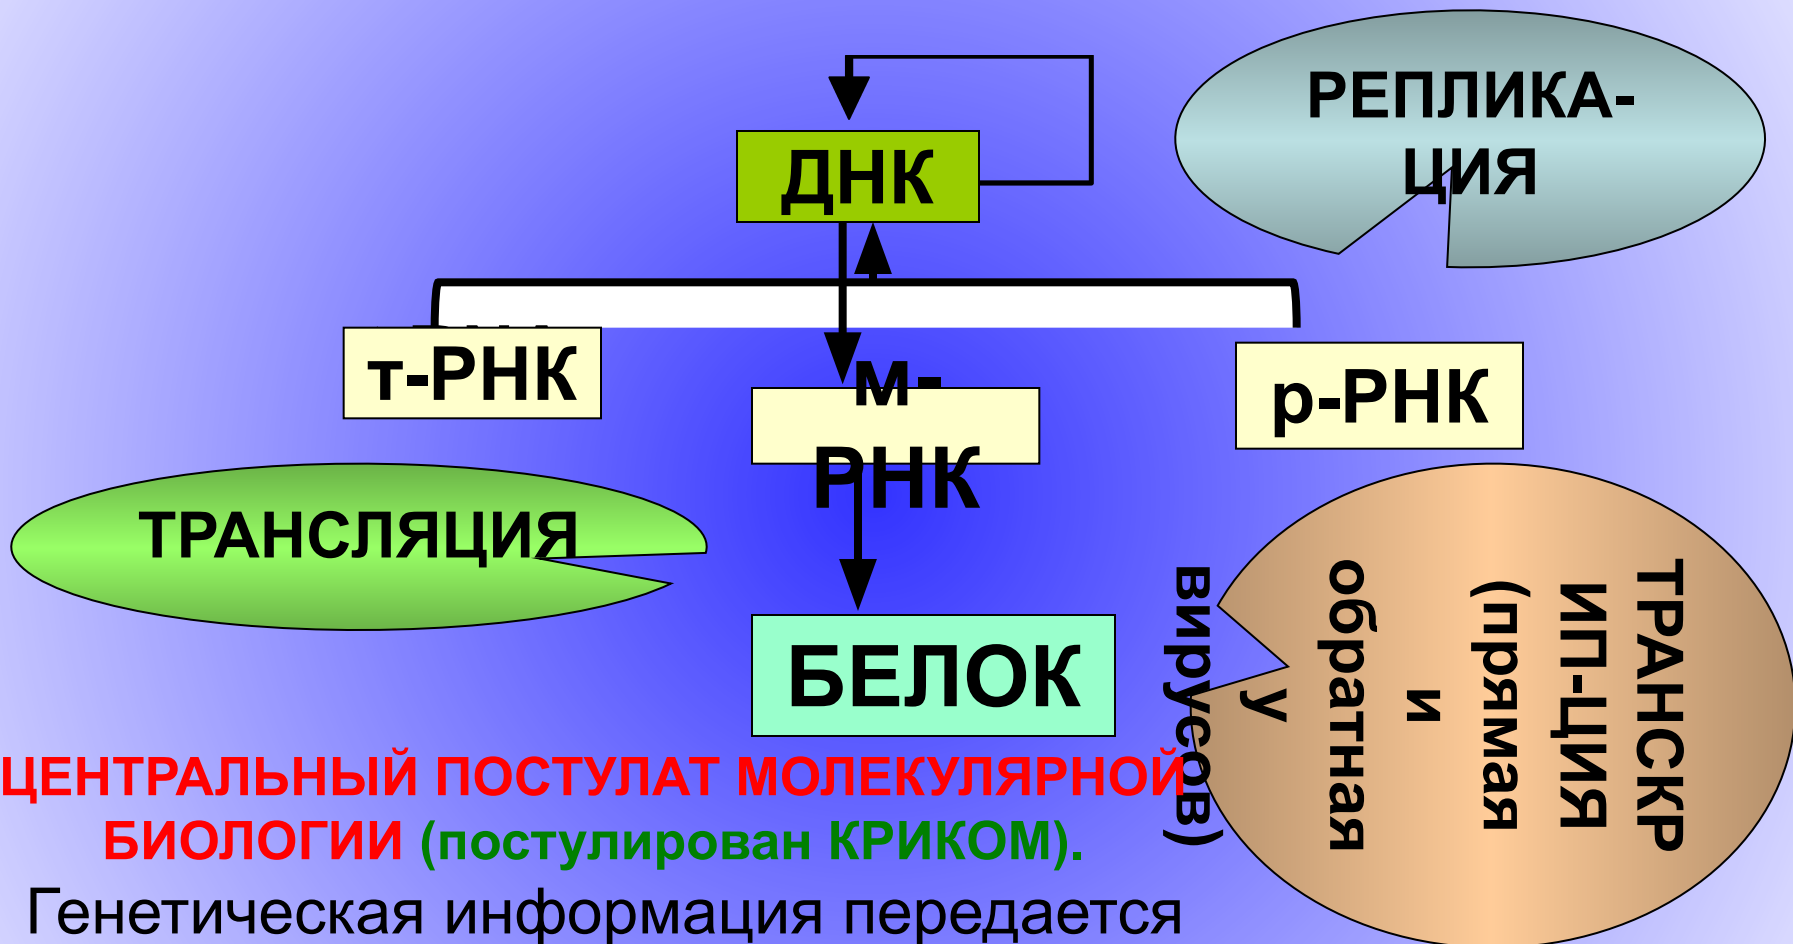 РЕПЛИКА-
ЦИЯ
ДНК
т-РНК
м-
РНК
р-РНК
ТРАНСЛЯЦИЯ
ТРАНСКР
ИП-ЦИЯ
(прямая
и
обратная
у
вирусов)
БЕЛОК
ЦЕНТРАЛЬНЫЙ ПОСТУЛАТ МОЛЕКУЛЯРНОЙ
БИОЛОГИИ (постулирован КРИКОМ).
Генетическая информация передается